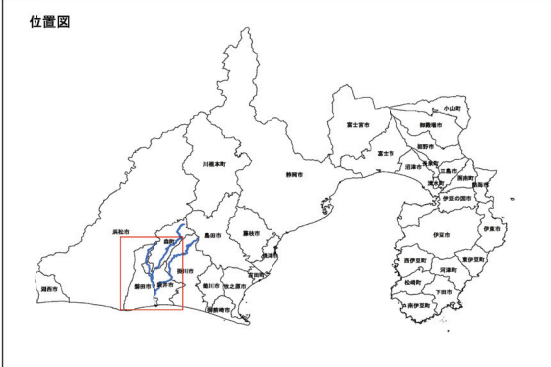 位置図
小山町
富士宮市
御殿場市
裾野市
富士市
川根本町
沼津市
長泉町
三島市
静岡市
清水町
函南町
熱海市
伊豆の国市
浜松市
島田市
藤枝市
伊豆市
伊東市
森町
焼津市
西伊豆町
東伊豆町
掛川市
吉田町
河津町
湖西市
磐田市
袋井市
菊川市
牧之原市
松崎町
下田市
御前崎市
南伊豆町